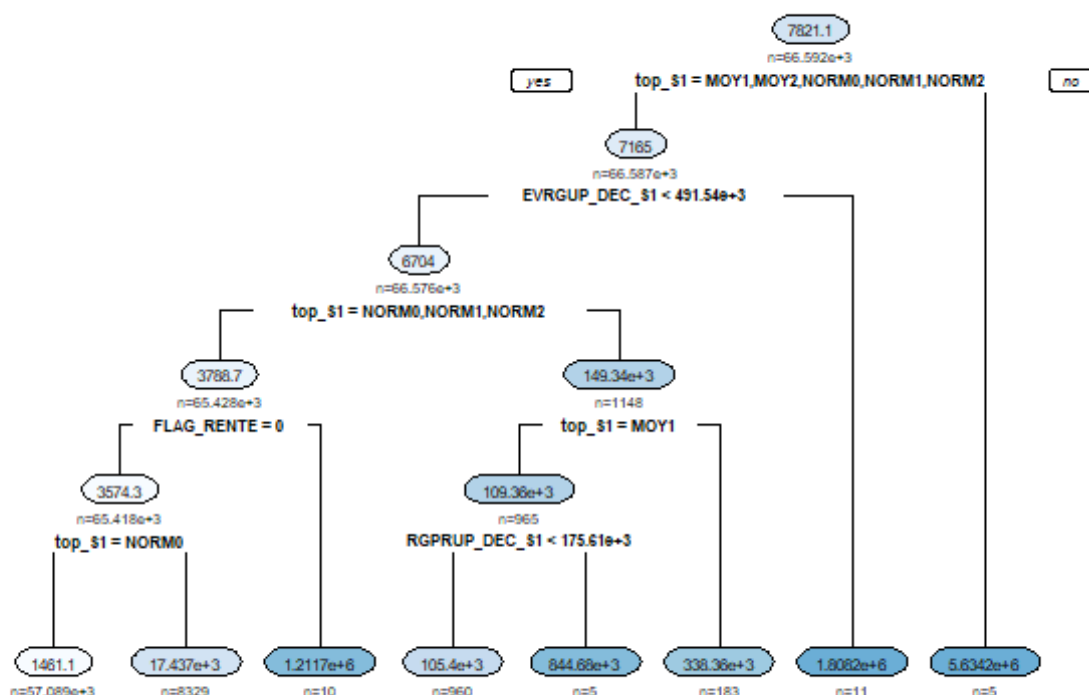 7821.1
n=66.592e+3
yes
top_$1 = MOY1,MOY2,NORM0,NORM1,NORM2
no
7165
n=66.587e+3
EVRGUP_DEC_$1 < 491.54e+3
6704
n=66.576e+3
top_$1 = NORM0,NORM1,NORM2
3788.7
149.34e+3
n=65.428e+3
n=1148
FLAG_RENTE = 0
top_$1 = MOY1
3574.3
109.36e+3
n=65.418e+3
n=965
top_$1 = NORM0
RGPRUP_DEC_$1 < 175.61e+3
1461.1
17.437e+3
1.2117e+6
105.4e+3
844.68e+3
338.36e+3
1.8082e+6
5.6342e+6
n=57.089e+3
n=8329
n=10
n=960
n=5
n=183
n=11
n=5